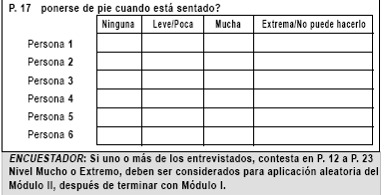 P. 17 ponerse de pie cuando está sentado?
Ninguna Leve/Poca Mucha Extrema/No puede hacerlo
Persona 1
Persona 2
Persona 3
Persona 4
Persona 5
Persona 6
ENCUESTADOR: Si uno o más de los entrevistados, contesta en P. 12 a P. 23
Nivel Mucho o Extremo, deben ser considerados para aplicación aleatoria del
Módulo II, después de terminar con Módulo I.